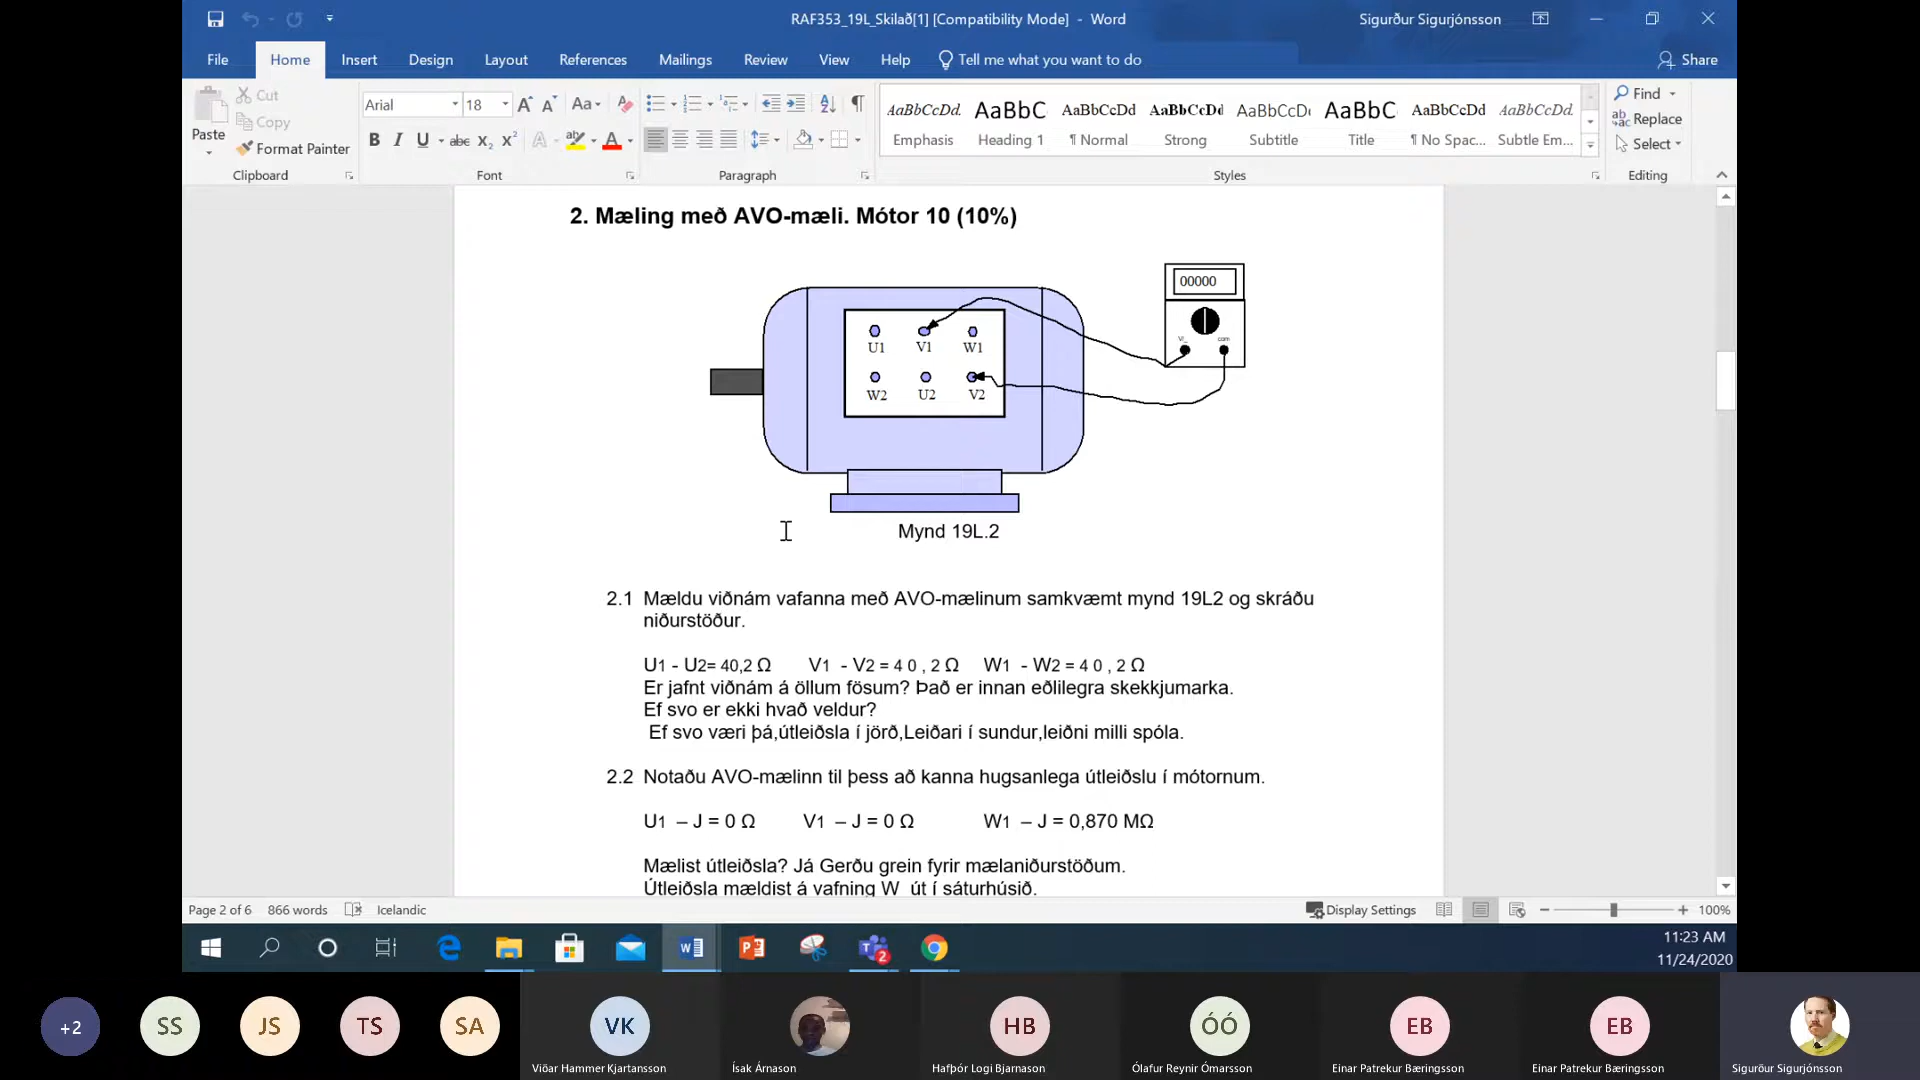 RAF353_19L_Skilað[1] [Compatibility Mode] - Word
Sigurður Sigurjónsson
File Home Insert Design Layout References Mailings Review View Help Tell me what you want to do
Share
Paste
Cut
Copy
Format Painter
Clipboard
Arial 18
Aa
B I U abc X₂ X²
Font
Paragraph
AaBbCcDd. AaBbC AaBbCcDd AaBbCcDd AaBbCcDd AaBbC AaBbCcDd AaBbCcDd.
Emphasis Heading 1 ¶ Normal Strong Subtitle Title ¶ No Spac... Subtle Em...
Styles
Find
Replace
Select
Editing
2. Mæling með AVO-mæli. Mótor 10 (10%)
00000
com
U1 V1 W1
W2 U2 V2
Mynd 19L.2
2.1 Mældu viðnám vafanna með AVO-mælinum samkvæmt mynd 19L2 og skráðu
niðurstöður.
U1 - U2= 40,2 Ω V1 - V2 = 4 0 , 2 Ω W1 - W2 = 4 0 , 2 Ω
Er jafnt viðnám á öllum fösum? Það er innan eðlilegra skekkjumarka.
Ef svo er ekki hvað veldur?
Ef svo væri þá,útleiðsla í jörð,Leiðari í sundur,leiðni milli spóla.
2.2 Notaðu AVO-mælinn til þess að kanna hugsanlega útleiðslu í mótornum.
U1 – J = 0 Ω V1 – J = 0 Ω W1 – J = 0,870 MΩ
Mælist útleiðsla? Já Gerðu grein fyrir mælaniðurstöðum.
Útleiðsla mældist á vafning W út í sáturhúsið.
Page 2 of 6 866 words Icelandic
Display Settings
100%
2
11:23 AM
11/24/2020
+2 SS JS TS SA VK HB ÓÓ EB EB
Viðar Hammer Kjartansson Ísak Árnason Hafþór Logi Bjarnason Ólafur Reynir Ómarsson Einar Patrekur Bæringsson Einar Patrekur Bæringsson Sigurður Sigurjónsson